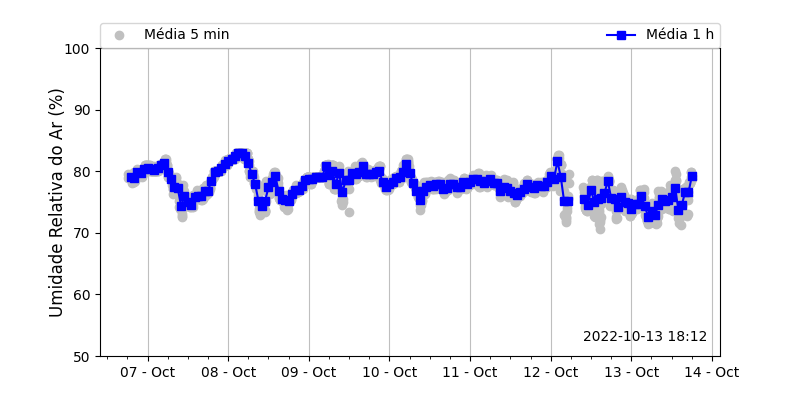 Média 5 min
Média 1 h
Umidade Relativa do Ar (%)
100
90
80
70
60
50
2022-10-13 18:12
07 - Oct
08 - Oct
09 - Oct
10 - Oct
11 - Oct
12 - Oct
13 - Oct
14 - Oct